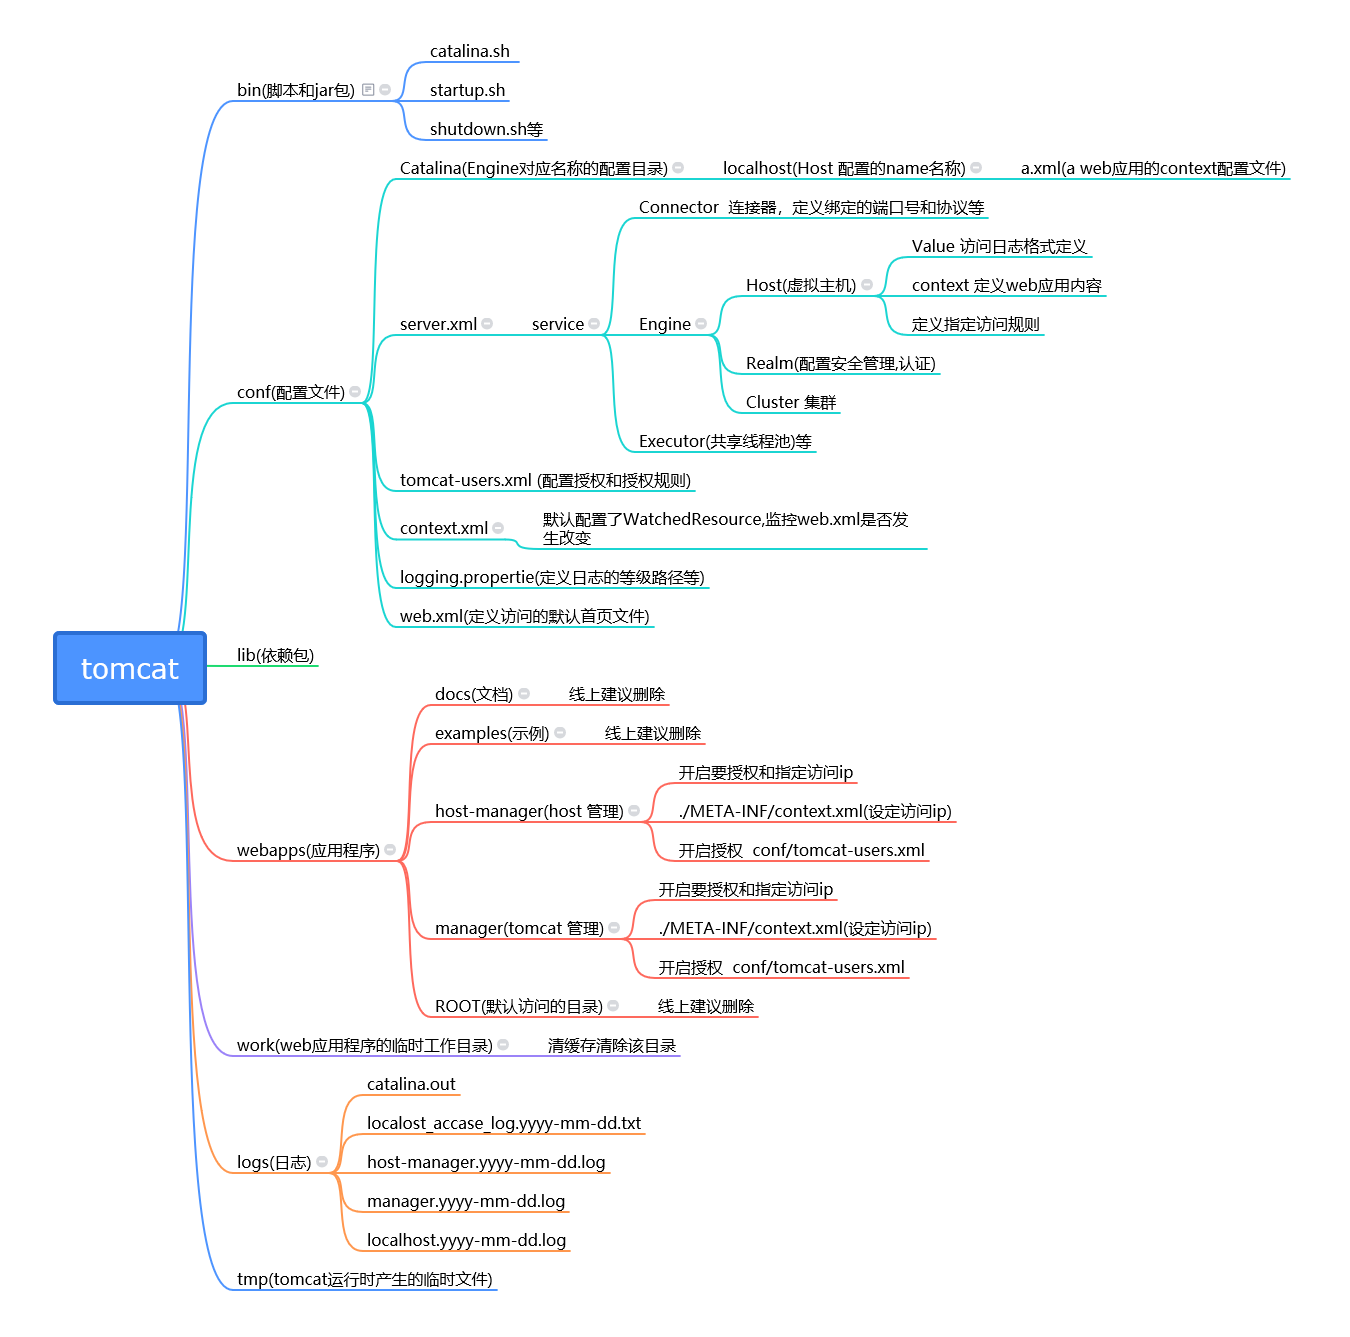 tomcat
bin(脚本和jar包)
catalina.sh
startup.sh
shutdown.sh等
conf(配置文件)
Catalina(Engine对应名称的配置目录)
localhost(Host 配置的name名称)
a.xml(a web应用的context配置文件)
server.xml
service
Connector  连接器，定义绑定的端口号和协议等
Engine
Host(虚拟主机)
Value 访问日志格式定义
context 定义web应用内容
定义指定访问规则
Realm(配置安全管理,认证)
Cluster 集群
Executor(共享线程池)等
tomcat-users.xml (配置授权和授权规则)
context.xml
默认配置了WatchedResource,监控web.xml是否发
生改变
logging.propertie(定义日志的等级路径等)
web.xml(定义访问的默认首页文件)
lib(依赖包)
webapps(应用程序)
docs(文档)
线上建议删除
examples(示例)
线上建议删除
host-manager(host 管理)
开启要授权和指定访问ip
./META-INF/context.xml(设定访问ip)
开启授权  conf/tomcat-users.xml
manager(tomcat 管理)
开启要授权和指定访问ip
./META-INF/context.xml(设定访问ip)
开启授权  conf/tomcat-users.xml
ROOT(默认访问的目录)
线上建议删除
work(web应用程序的临时工作目录)
清缓存清除该目录
logs(日志)
catalina.out
localost_accase_log.yyyy-mm-dd.txt
host-manager.yyyy-mm-dd.log
manager.yyyy-mm-dd.log
localhost.yyyy-mm-dd.log
tmp(tomcat运行时产生的临时文件)